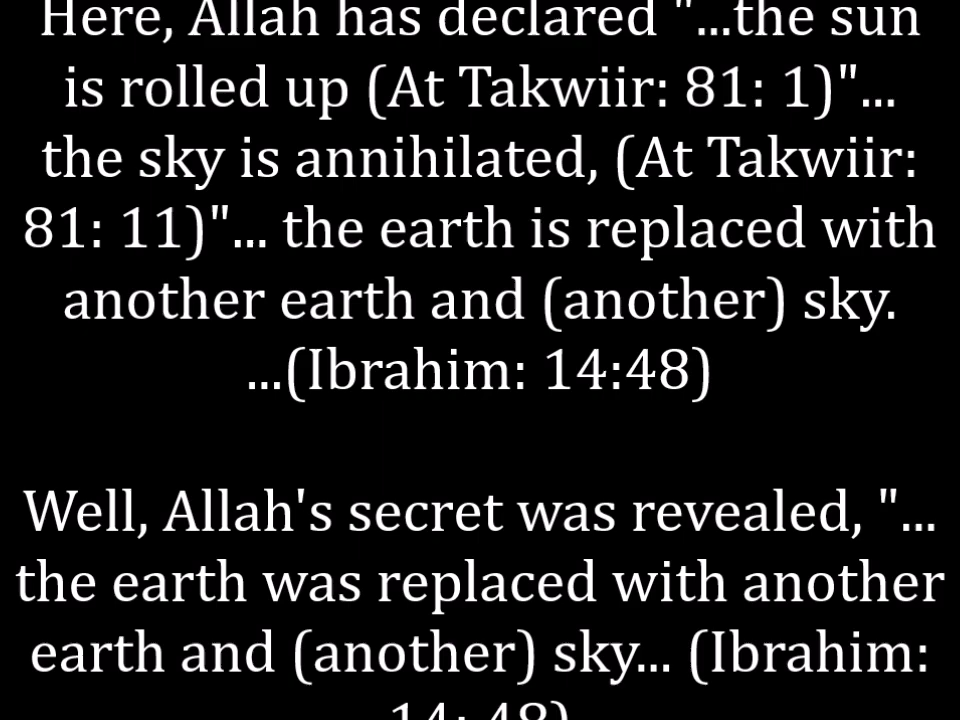 Here, Allah has declared "...the sun
is rolled up (At Takwiir: 81: 1)"...
the sky is annihilated, (At Takwiir:
81: 11)"... the earth is replaced with
another earth and (another) sky.
...(Ibrahim: 14:48)
Well, Allah's secret was revealed, "...
the earth was replaced with another
earth and (another) sky... (Ibrahim:
14: 48)